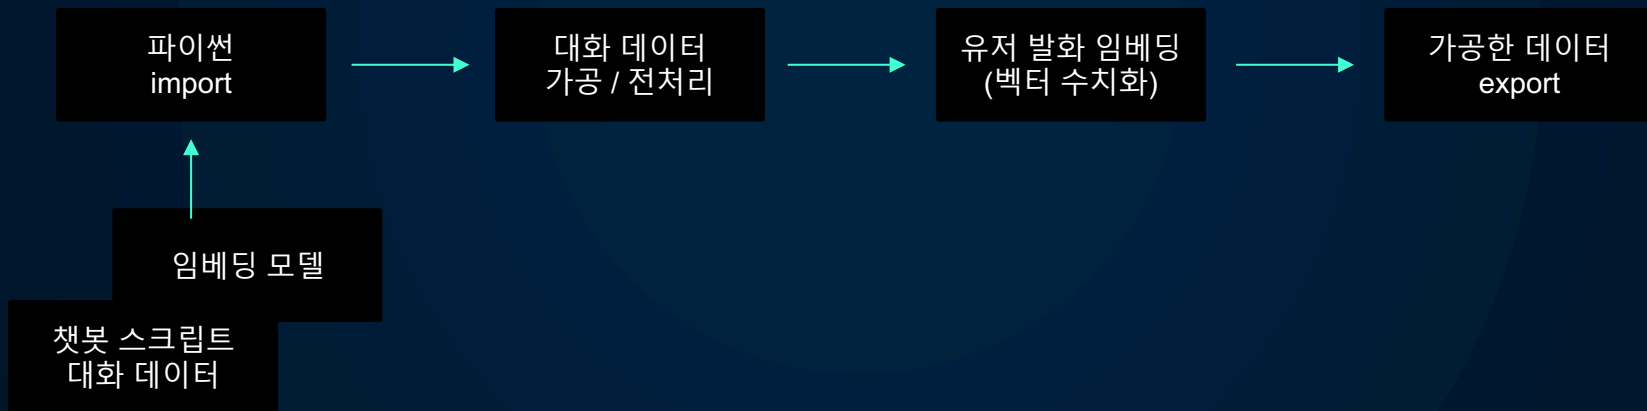 파이썬
import
대화 데이터
가공 / 전처리
유저 발화 임베딩
(벡터 수치화)
가공한 데이터
export
임베딩 모델
챗봇 스크립트
대화 데이터